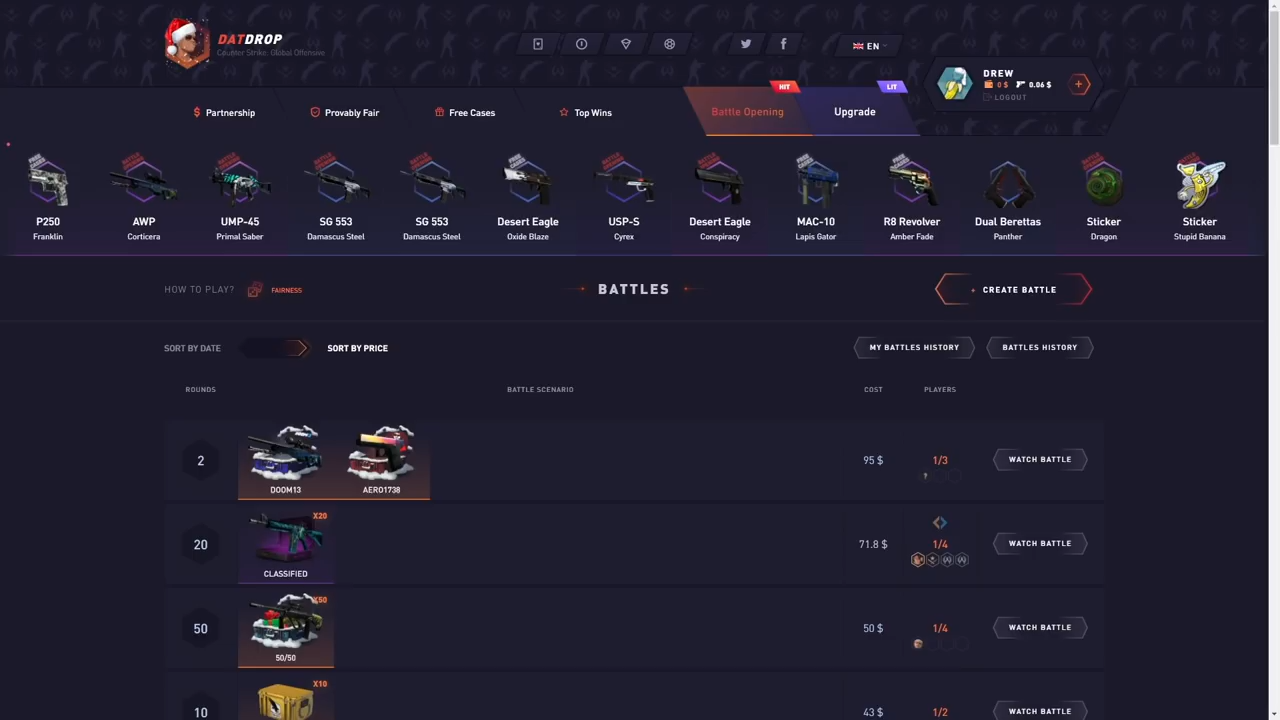 DATDROP
Counter Strike: Global Offensive
EN
DREW
0 $ 0.06 $
LOGOUT
Partnership
Provably Fair
Free Cases
Top Wins
HIT
Battle Opening
LIT
Upgrade
P250
Franklin
AWP
Corticera
UMP-45
Primal Saber
SG 553
Damascus Steel
SG 553
Damascus Steel
Desert Eagle
Oxide Blaze
USP-S
Cyrex
Desert Eagle
Conspiracy
MAC-10
Lapis Gator
R8 Revolver
Amber Fade
Dual Berettas
Panther
Sticker
Dragon
Sticker
Stupid Banana
HOW TO PLAY?
FAIRNESS
BATTLES
CREATE BATTLE
SORT BY DATE
SORT BY PRICE
MY BATTLES HISTORY
BATTLES HISTORY
ROUNDS
BATTLE SCENARIO
COST
PLAYERS
2
DOOM13
AERO1738
95 $
1/3
WATCH BATTLE
20
X20
CLASSIFIED
71.8 $
1/4
WATCH BATTLE
50
X50
50/50
50 $
1/4
WATCH BATTLE
10
X10
43 $
1/2
WATCH BATTLE